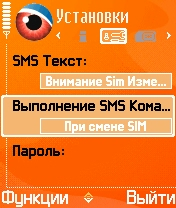 Установки
SMS Текст:
Внимание Sim Изме...
Выполнение SMS Кома...
При смене SIM
Пароль:
Функции
Выйти